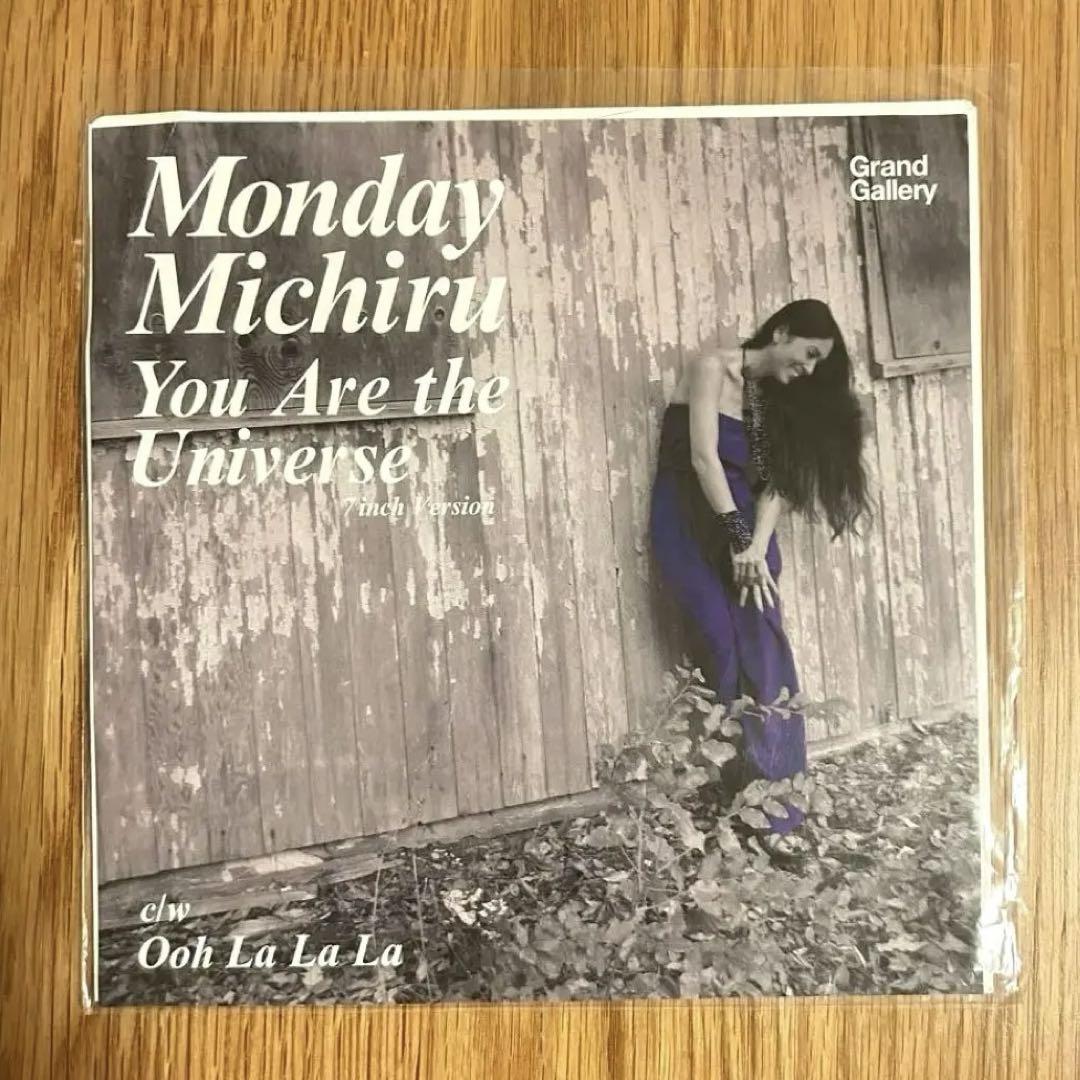 Monday
Michiru
You Are the
Universe
7inch Version
Grand
Gallery
c/w
Ooh La La La